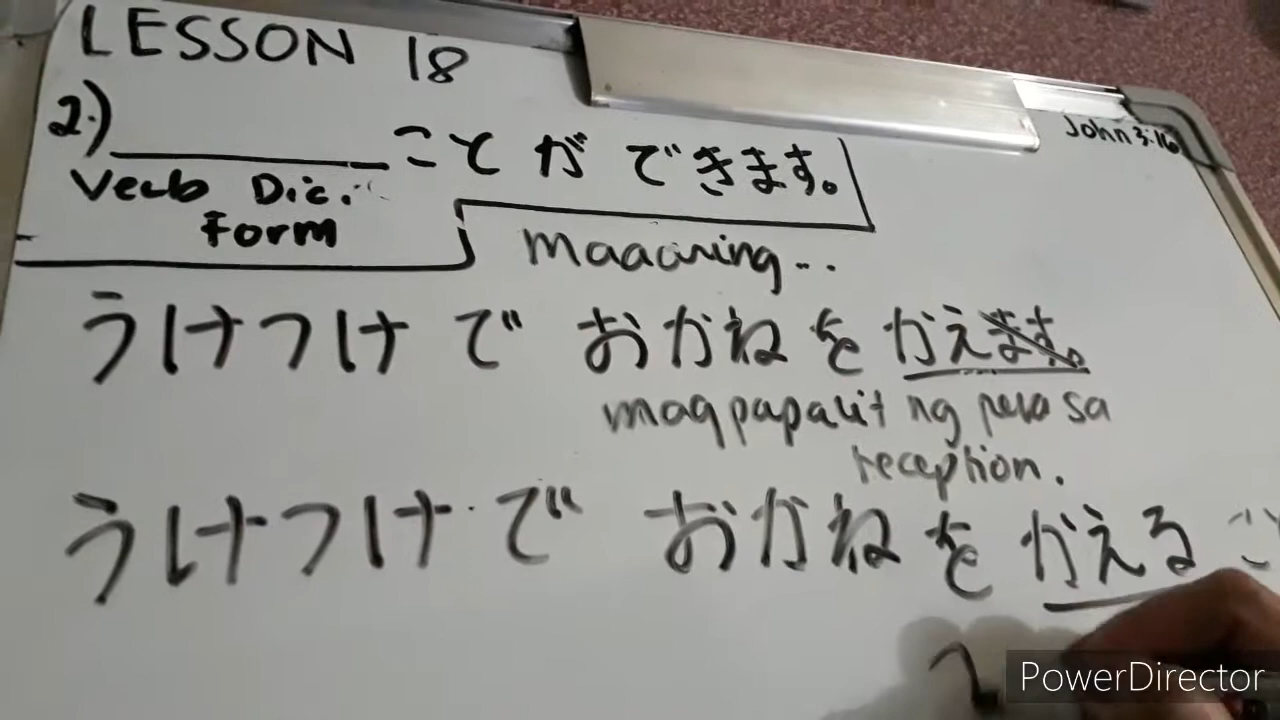 LESSON 18
John 3:16
2.) ________ ことが できます。
Verb Dic.
Form
maaaring...
うけつけ で おかね を かえます。
magpapalit ng pera sa
reception.
うけつけ で おかね を かえる こ
PowerDirector